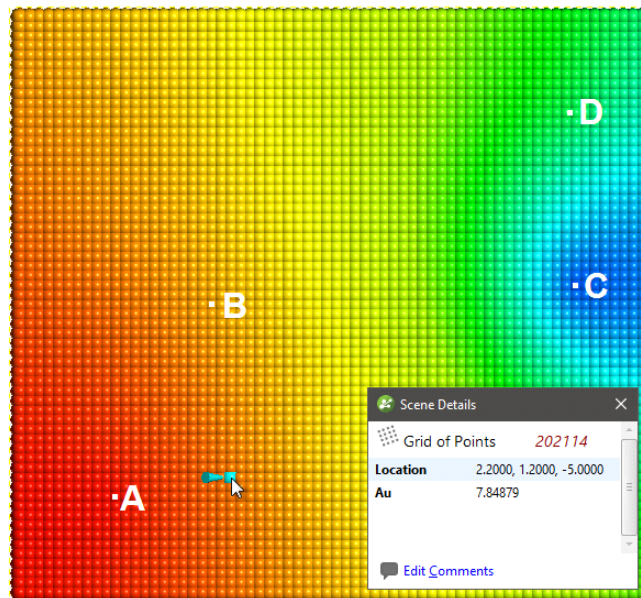 D
C
B
Scene Details
Grid of Points 202114
Location 2.2000, 1.2000, -5.0000
Au 7.84879
A
Edit Comments